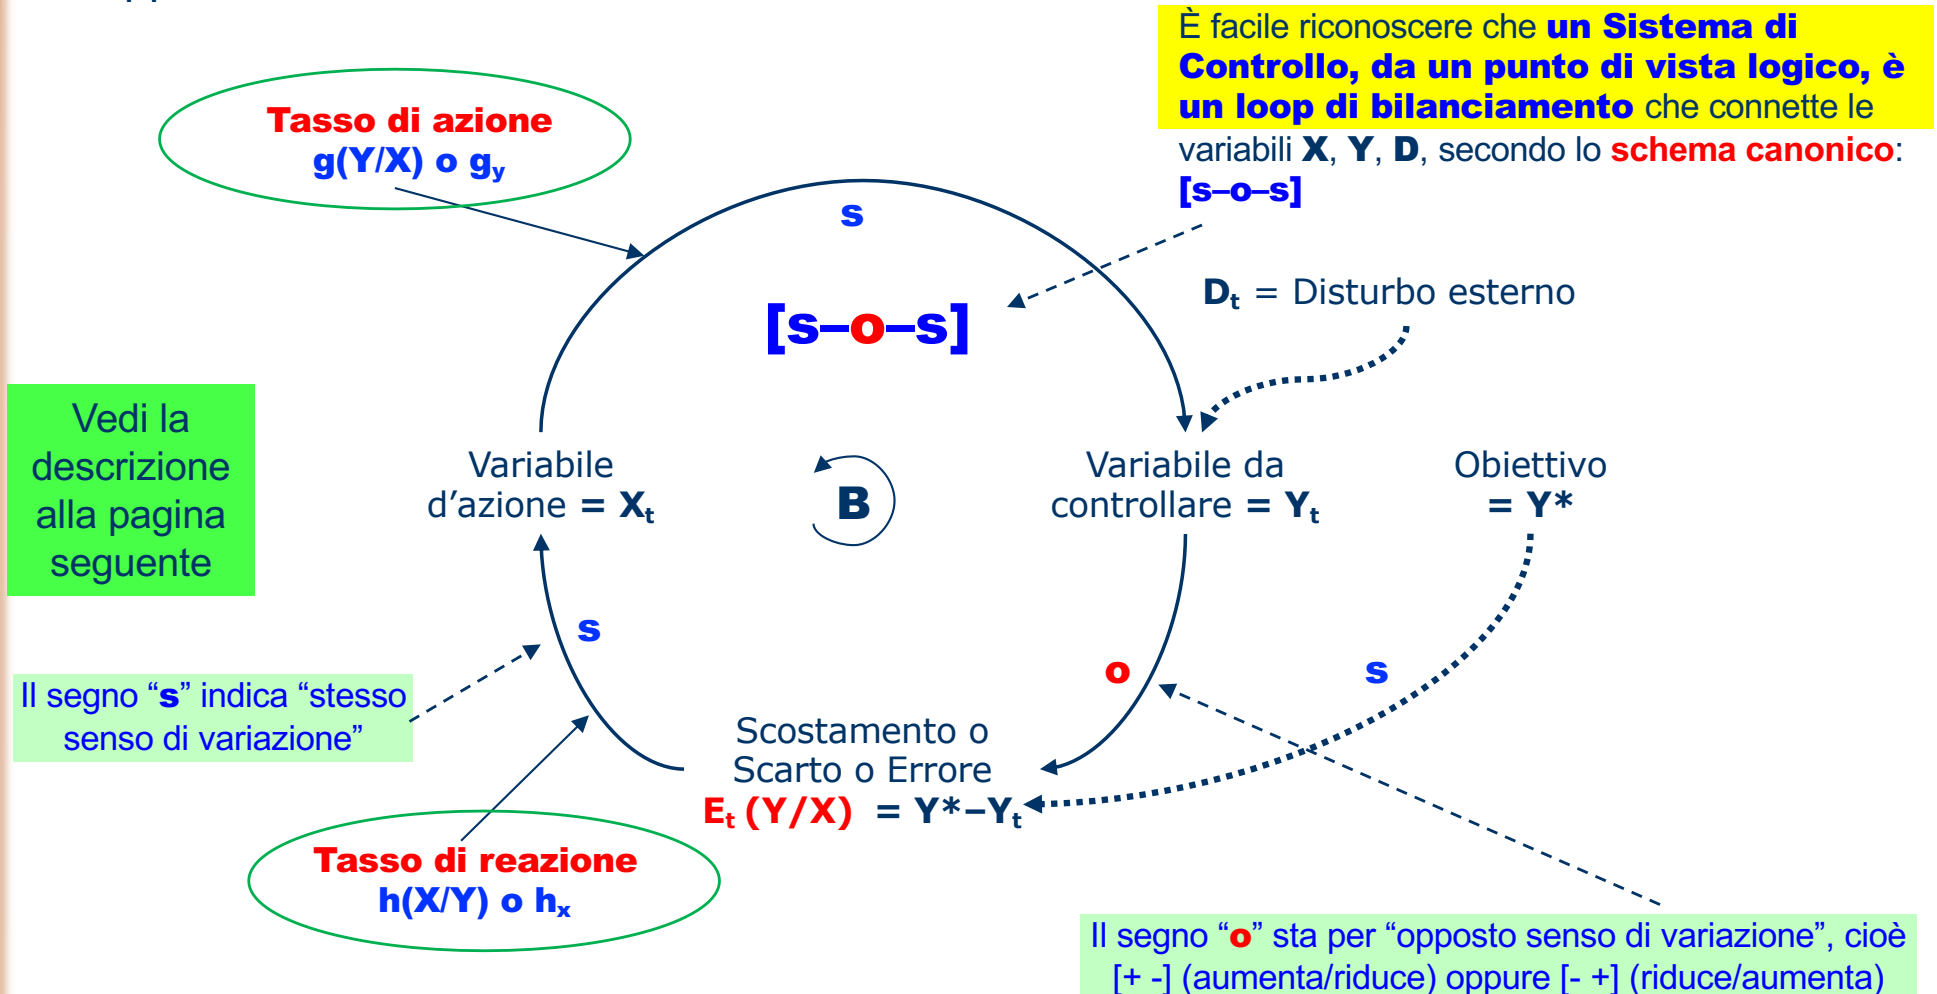 È facile riconoscere che un Sistema di
Controllo, da un punto di vista logico, è
un loop di bilanciamento che connette le
variabili X, Y, D, secondo lo schema canonico:
[s–o–s]
Tasso di azione
g(Y/X) o gy
s
[s–o–s]
Dt = Disturbo esterno
Vedi la
descrizione
alla pagina
seguente
Variabile
d’azione = Xt
B
Variabile da
controllare = Yt
Obiettivo
= Y*
s
o
s
Il segno “s” indica “stesso
senso di variazione”
Scostamento o
Scarto o Errore
Et (Y/X) = Y*–Yt
Tasso di reazione
h(X/Y) o hx
Il segno “o” sta per “opposto senso di variazione”, cioè
[+ -] (aumenta/riduce) oppure [- +] (riduce/aumenta)